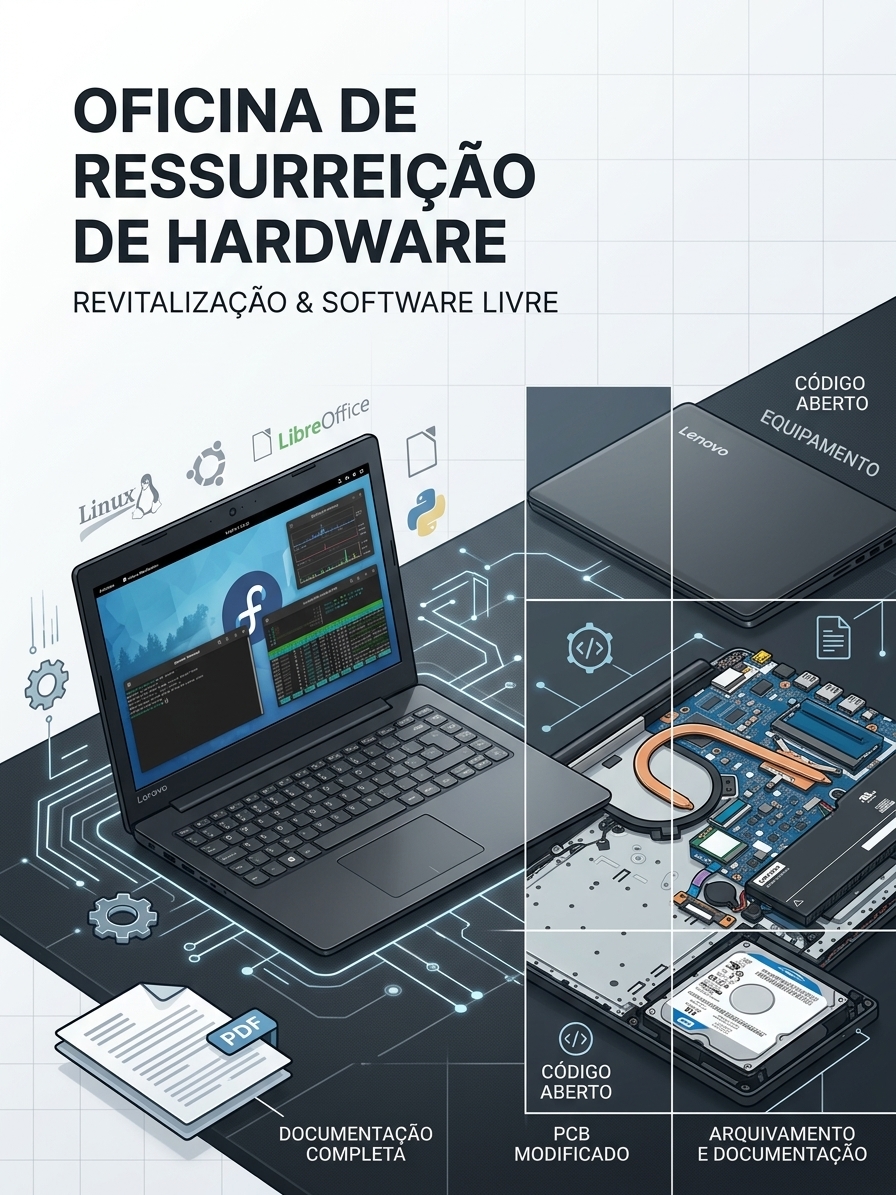 OFICINA DE
RESSURREIÇÃO
DE HARDWARE
REVITALIZAÇÃO & SOFTWARE LIVRE
CÓDIGO
ABERTO
EQUIPAMENTO
Lenovo
LibreOffice
Linux
PDF
CÓDIGO
ABERTO
DOCUMENTAÇÃO
COMPLETA
PCB
MODIFICADO
ARQUIVAMENTO
E DOCUMENTAÇÃO